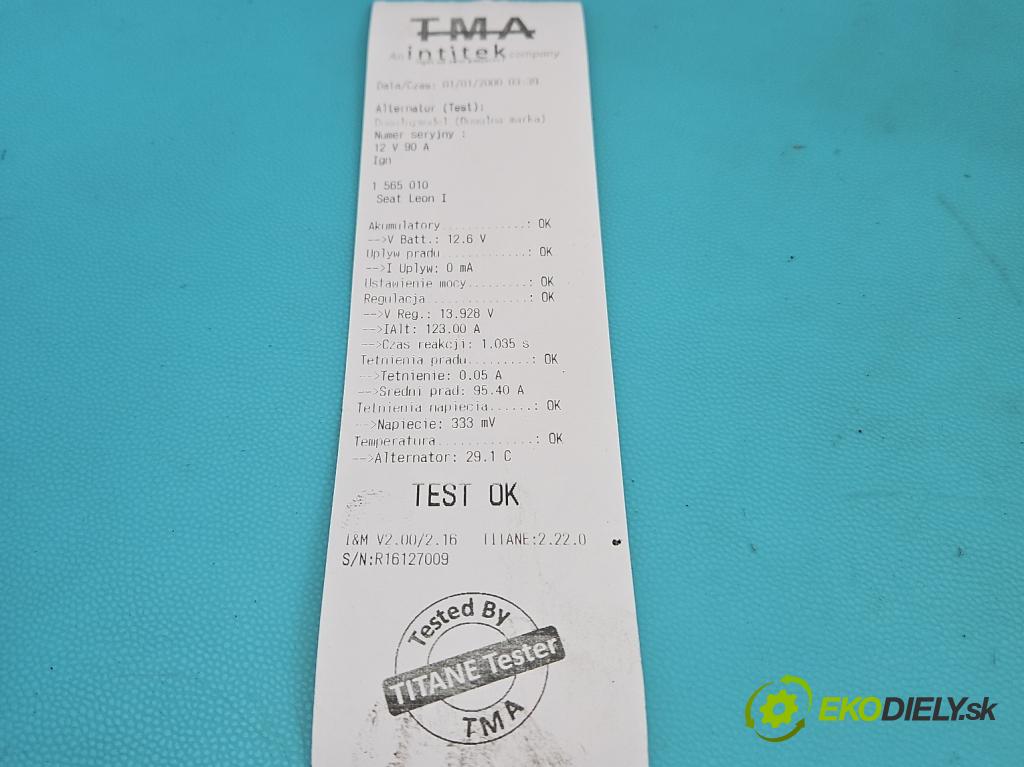 TMA
An intitek company
Data/Czas: 01/01/2000 03:39
Alternator (Test):
(Domalna marka)
Numer seryjny :
12 V 90 A
Ign
1 565 010
Seat Leon I
Akumulatory............: OK
-->V Batt.: 12.6 V
Uplyw pradu............: OK
-->I Uplyw: 0 mA
Ustawienie mocy.........: OK
Regulacja..............: OK
-->V Reg.: 13.928 V
-->IAlt: 123.00 A
-->Czas reakcji: 1.035 s
Tetnienia pradu.........: OK
-->Tetnienie: 0.05 A
-->Sredni prad: 95.40 A
Tetnienia napiecia......: OK
-->Napiecie: 333 mV
Temperatura.............: OK
-->Alternator: 29.1 C
TEST OK
I&M V2.00/2.16 TITANE:2.22.0
S/N:R16127009
Tested By
TITANE Tester
TMA
EKODIELY.sk